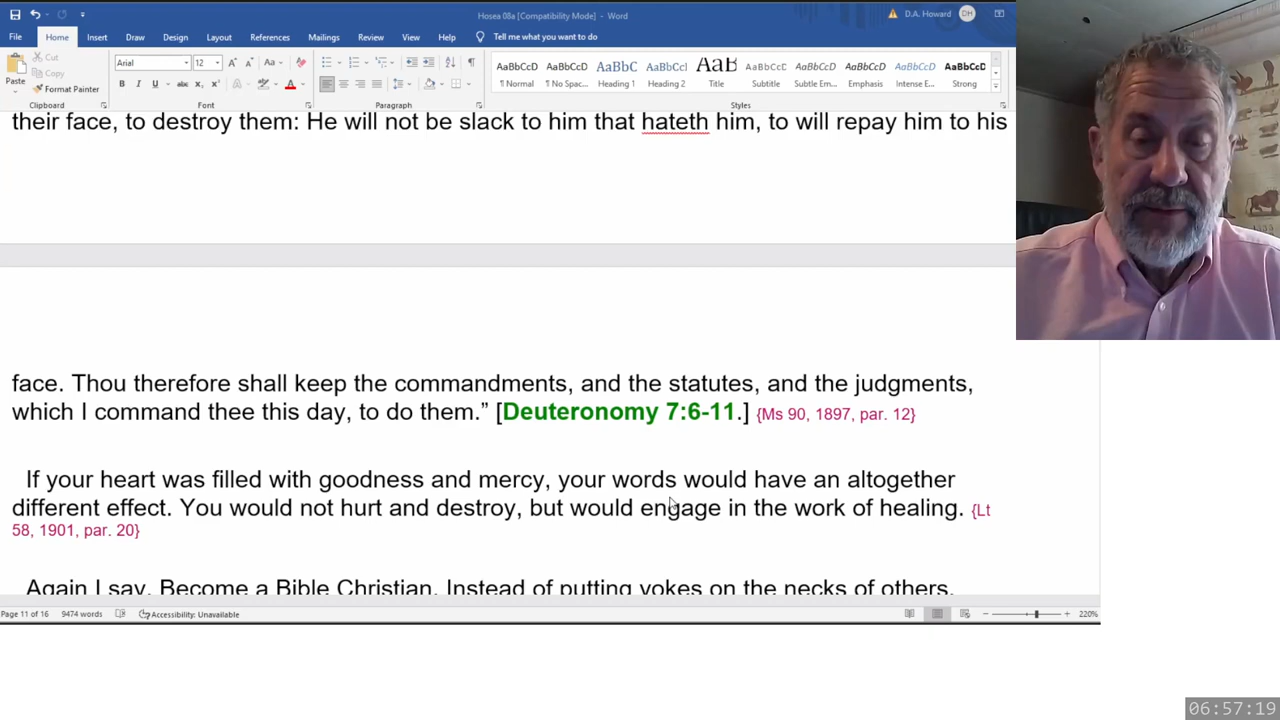 Hosea 08a [Compatibility Mode] - Word
D.A. Howard
DH
File Home Insert Draw Design Layout References Mailings Review View Help Tell me what you want to do
Paste
Cut
Copy
Format Painter
Clipboard
Arial 12
Font
Paragraph
AaBbCcD AaBbCcD AaBbC AaBbCcI AaB AaBbCcD AaBbCcD AaBbCcD AaBbCcD AaBbCcD
¶ Normal ¶ No Spac... Heading 1 Heading 2 Title Subtitle Subtle Em... Emphasis Intense E... Strong
Styles
their face, to destroy them: He will not be slack to him that hateth him, to will repay him to his
face. Thou therefore shall keep the commandments, and the statutes, and the judgments,
which I command thee this day, to do them.” [Deuteronomy 7:6-11.] {Ms 90, 1897, par. 12}
If your heart was filled with goodness and mercy, your words would have an altogether
different effect. You would not hurt and destroy, but would engage in the work of healing. {Lt
58, 1901, par. 20}
Again I say, Become a Bible Christian. Instead of putting yokes on the necks of others,
Page 11 of 16 9474 words Accessibility: Unavailable 220%
06:57:19